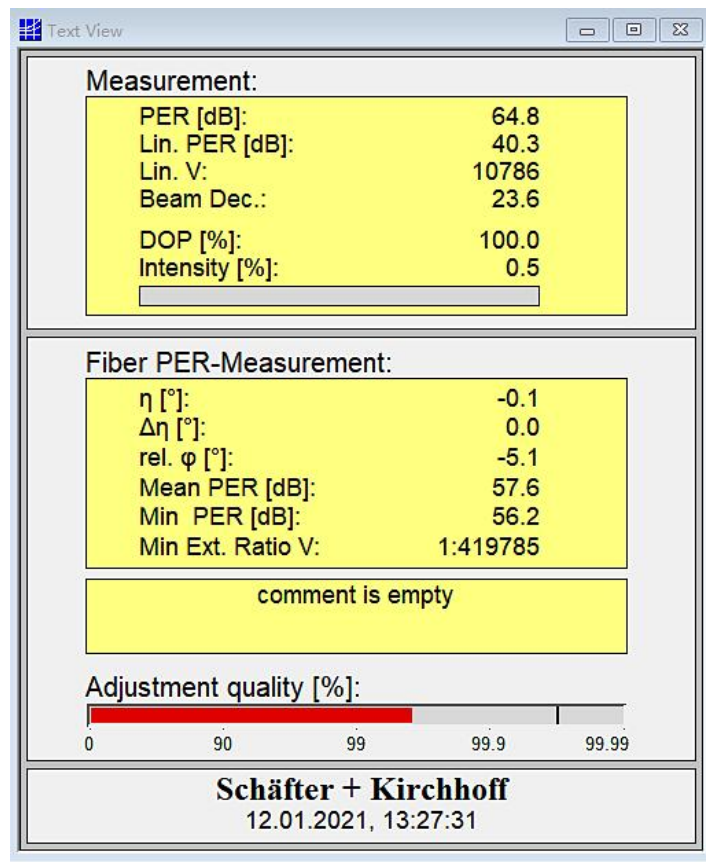 Text View
Measurement:
PER [dB]: 64.8
Lin. PER [dB]: 40.3
Lin. V: 10786
Beam Dec.: 23.6
DOP [%]: 100.0
Intensity [%]: 0.5
Fiber PER-Measurement:
η [°]: -0.1
Δη [°]: 0.0
rel. φ [°]: -5.1
Mean PER [dB]: 57.6
Min PER [dB]: 56.2
Min Ext. Ratio V: 1:419785
comment is empty
Adjustment quality [%]:
0 90 99 99.9 99.99
Schäfter + Kirchhoff
12.01.2021, 13:27:31